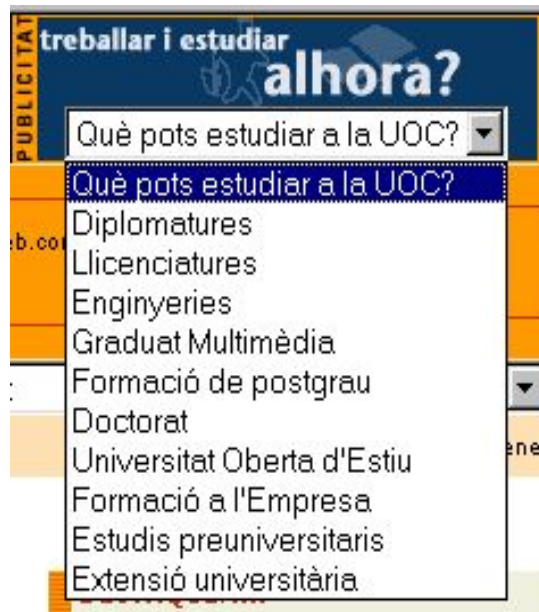 PUBLICITAT
treballar i estudiar
alhora?
Què pots estudiar a la UOC?
Què pots estudiar a la UOC?
Diplomatures
Llicenciatures
Enginyeries
Graduat Multimèdia
Formació de postgrau
Doctorat
Universitat Oberta d'Estiu
Formació a l'Empresa
Estudis preuniversitaris
Extensió universitària